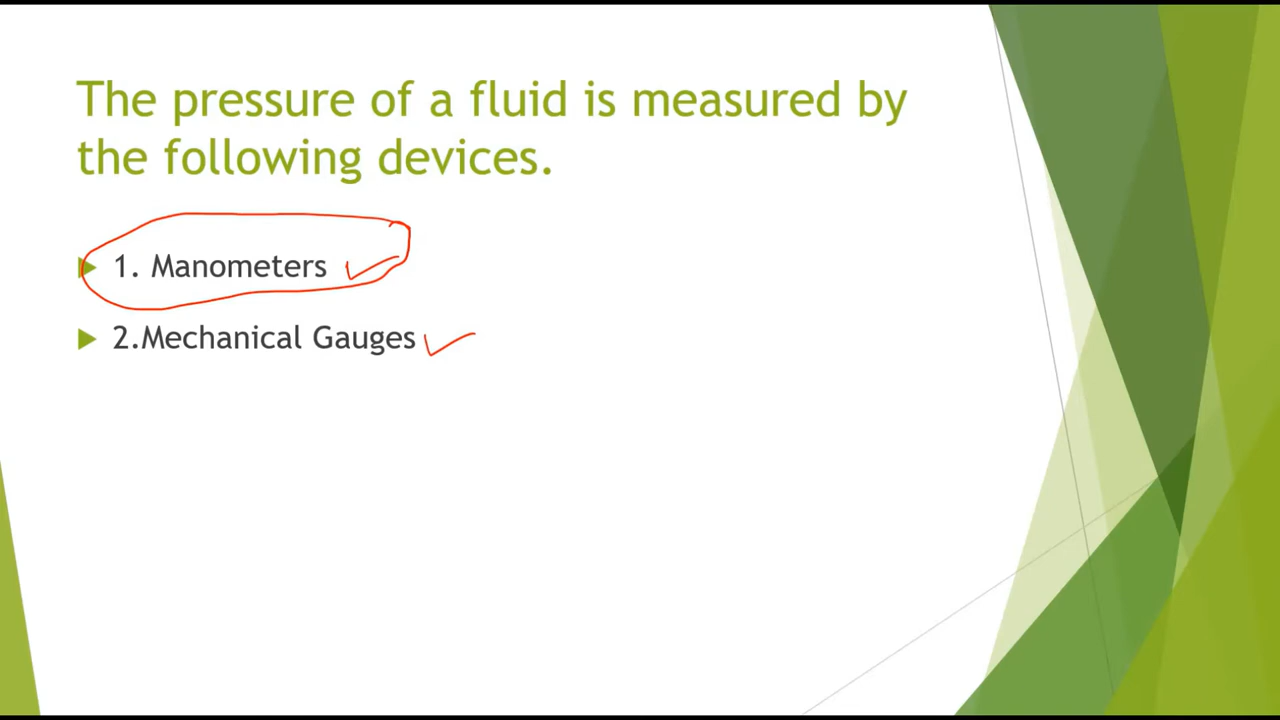 The pressure of a fluid is measured by
the following devices.
1. Manometers
2.Mechanical Gauges